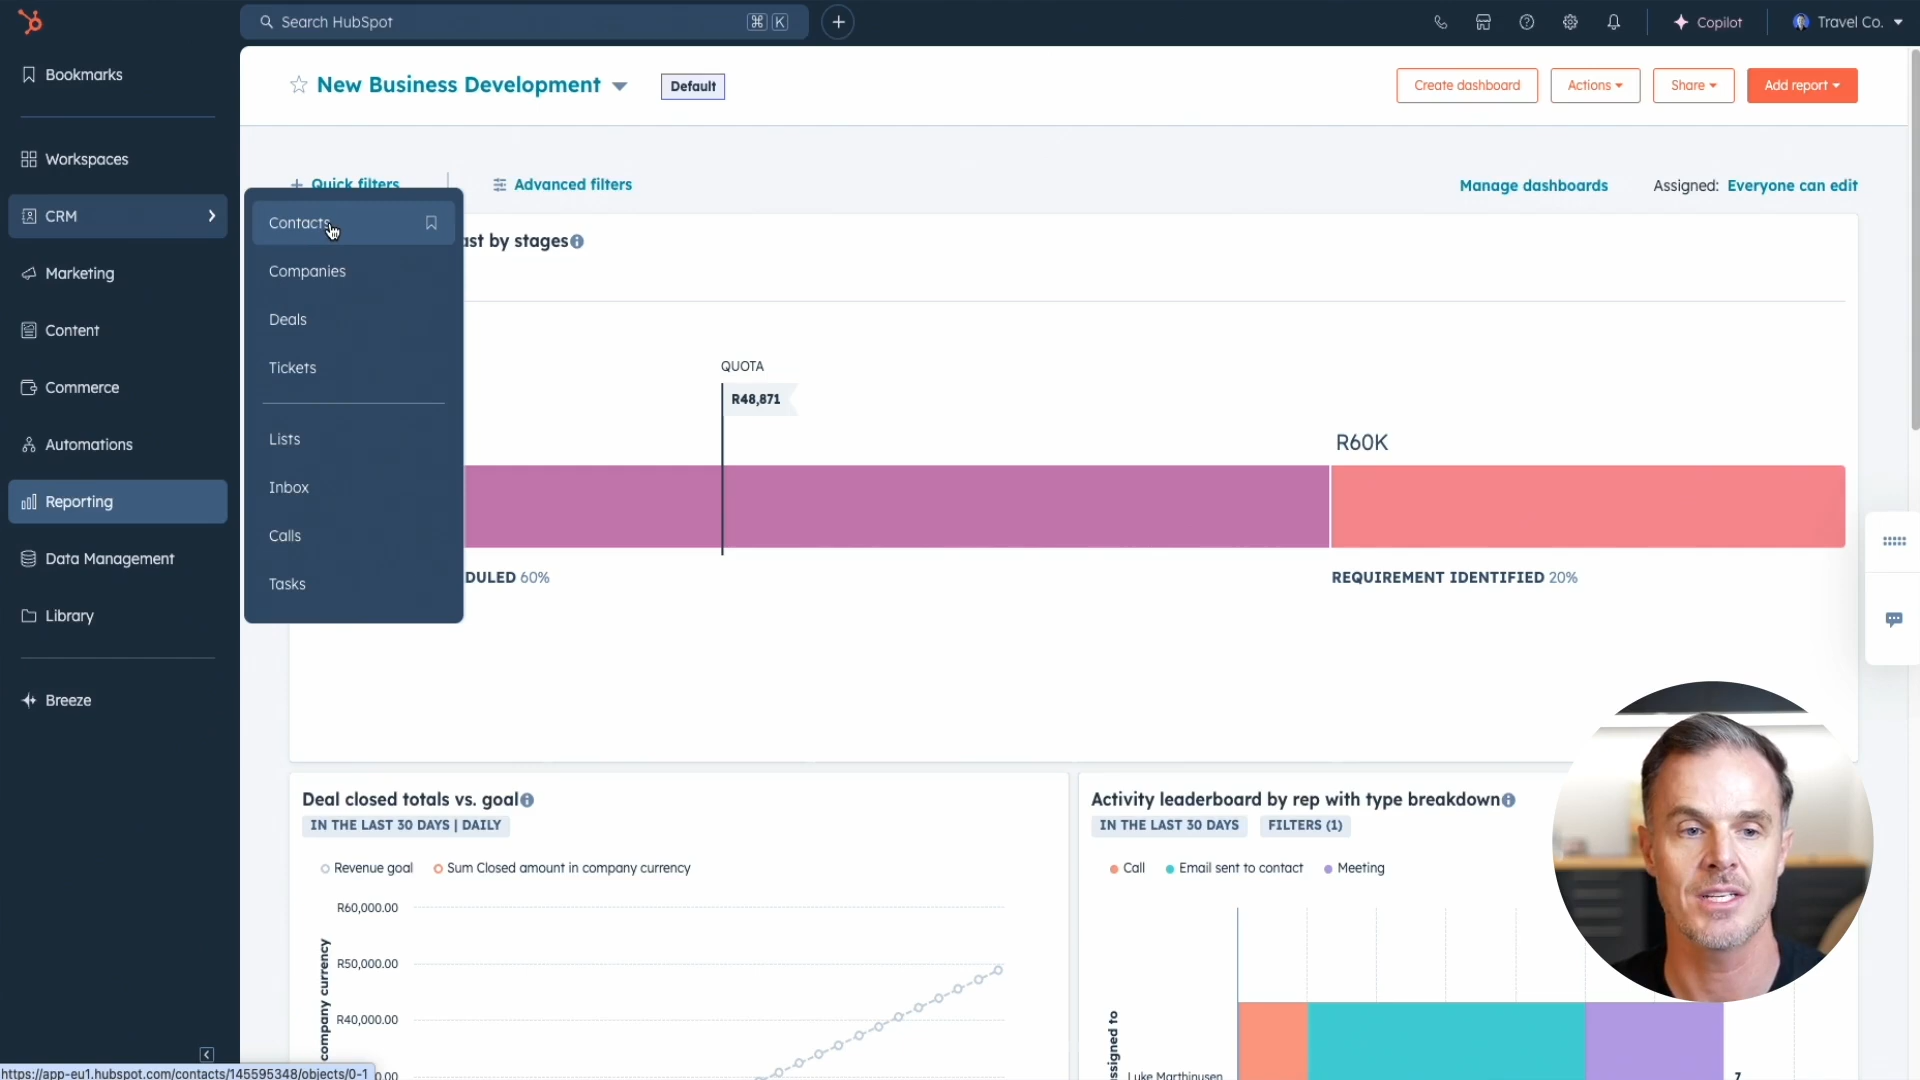 Search HubSpot
⌘ K
Copilot
Travel Co.
Bookmarks
Workspaces
CRM
Marketing
Content
Commerce
Automations
Reporting
Data Management
Library
Breeze
New Business Development
Default
Create dashboard
Actions
Share
Add report
Quick filters
Advanced filters
Manage dashboards
Assigned: Everyone can edit
Contacts
Companies
Deals
Tickets
Lists
Inbox
Calls
Tasks
ast by stages
QUOTA
R48,871
R60K
DULED 60%
REQUIREMENT IDENTIFIED 20%
Deal closed totals vs. goal
IN THE LAST 30 DAYS | DAILY
Revenue goal
Sum Closed amount in company currency
R60,000.00
R50,000.00
R40,000.00
0.00
company currency
Activity leaderboard by rep with type breakdown
IN THE LAST 30 DAYS
FILTERS (1)
Call
Email sent to contact
Meeting
ssigned to
Luke Marthinusen
7
https://app-eu1.hubspot.com/contacts/145595348/objects/0-1